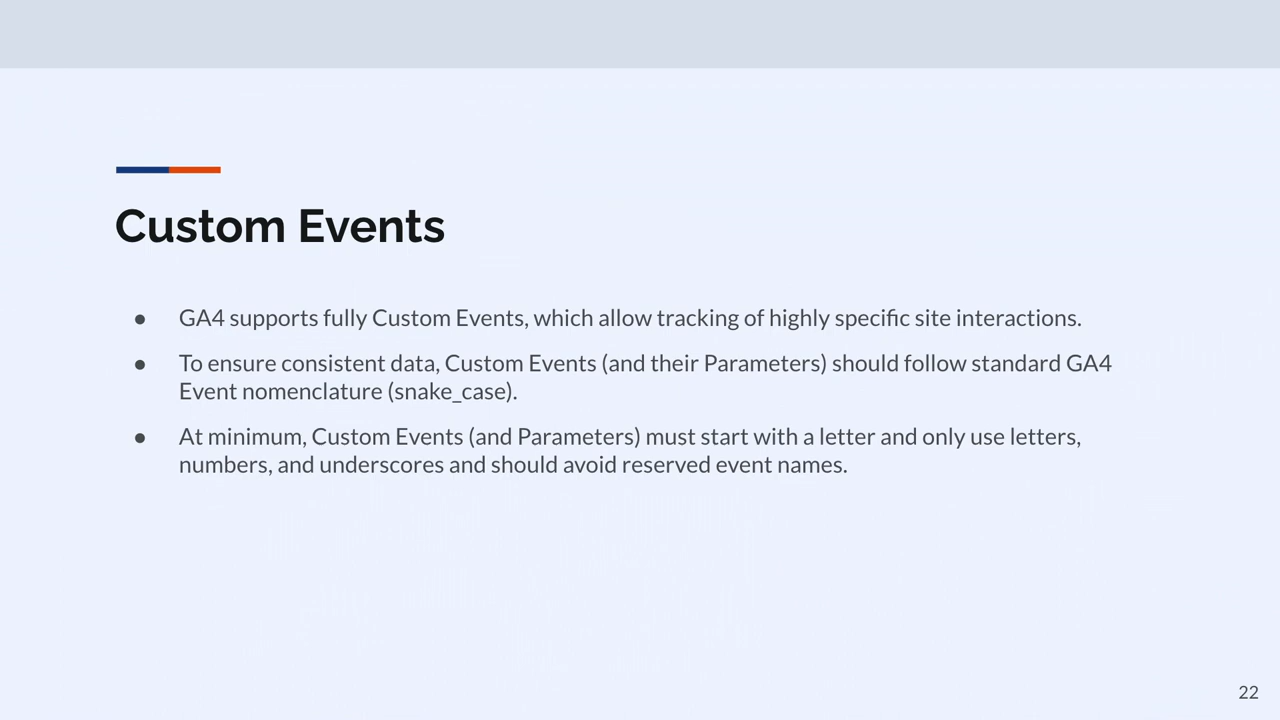 Custom Events
● GA4 supports fully Custom Events, which allow tracking of highly specific site interactions.
● To ensure consistent data, Custom Events (and their Parameters) should follow standard GA4
Event nomenclature (snake_case).
● At minimum, Custom Events (and Parameters) must start with a letter and only use letters,
numbers, and underscores and should avoid reserved event names.
22